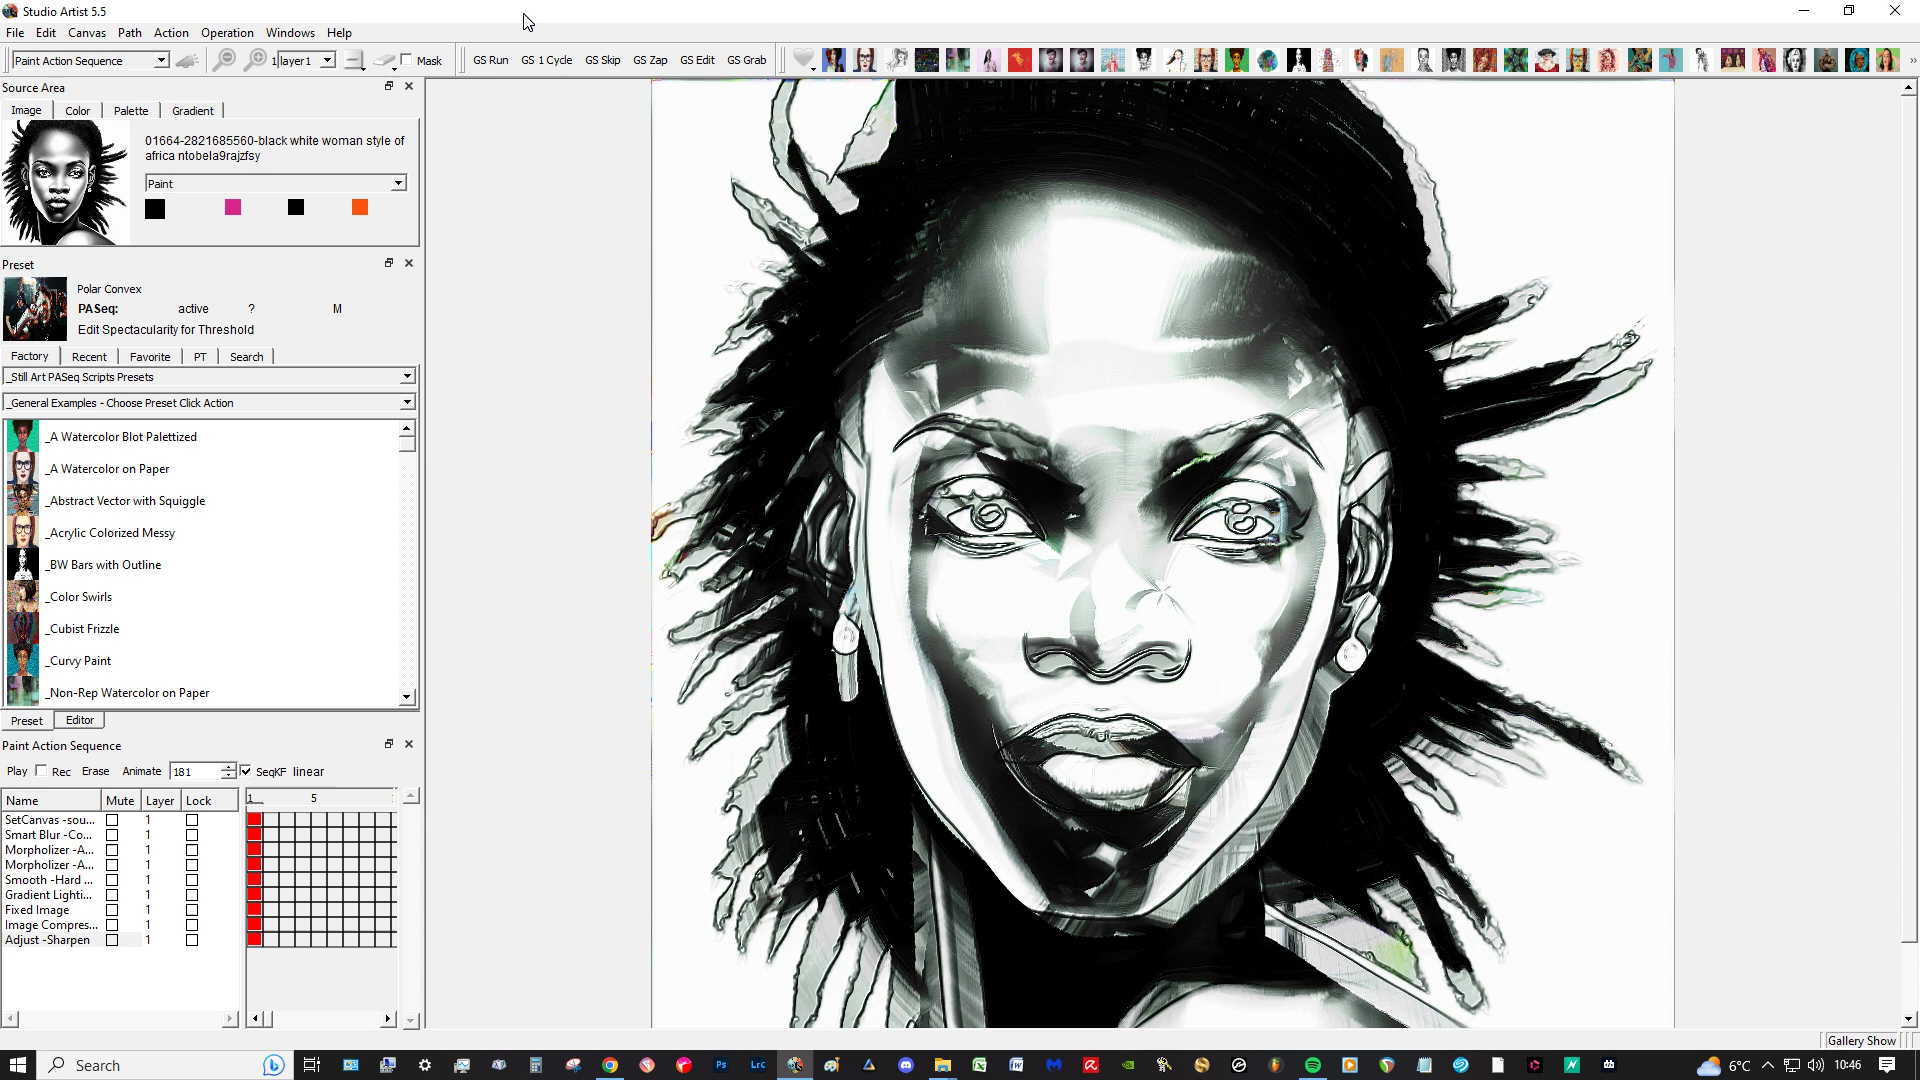 Studio Artist 5.5
File Edit Canvas Path Action Operation Windows Help
Paint Action Sequence
1 layer1
Mask
GS Run GS 1 Cycle GS Skip GS Zap GS Edit GS Grab
Source Area
Image Color Palette Gradient
01664-2821685560-black white woman style of
africa ntobela9rajzfsy
Paint
Preset
Polar Convex
PASeq: active ? M
Edit Spectacularity for Threshold
Factory Recent Favorite PT Search
_Still Art PASeq Scripts Presets
_General Examples - Choose Preset Click Action
_A Watercolor Blot Palettized
_A Watercolor on Paper
_Abstract Vector with Squiggle
_Acrylic Colorized Messy
_BW Bars with Outline
_Color Swirls
_Cubist Frizzle
_Curvy Paint
_Non-Rep Watercolor on Paper
Preset Editor
Paint Action Sequence
Play Rec Erase Animate 181 SeqKF linear
Name Mute Layer Lock 1 5
SetCanvas -sou... 1
Smart Blur -Co... 1
Morpholizer -A... 1
Morpholizer -A... 1
Smooth -Hard ... 1
Gradient Lighti... 1
Fixed Image 1
Image Compres... 1
Adjust -Sharpen 1
Gallery Show
Search
Ps
Lrc
6°C
10:46